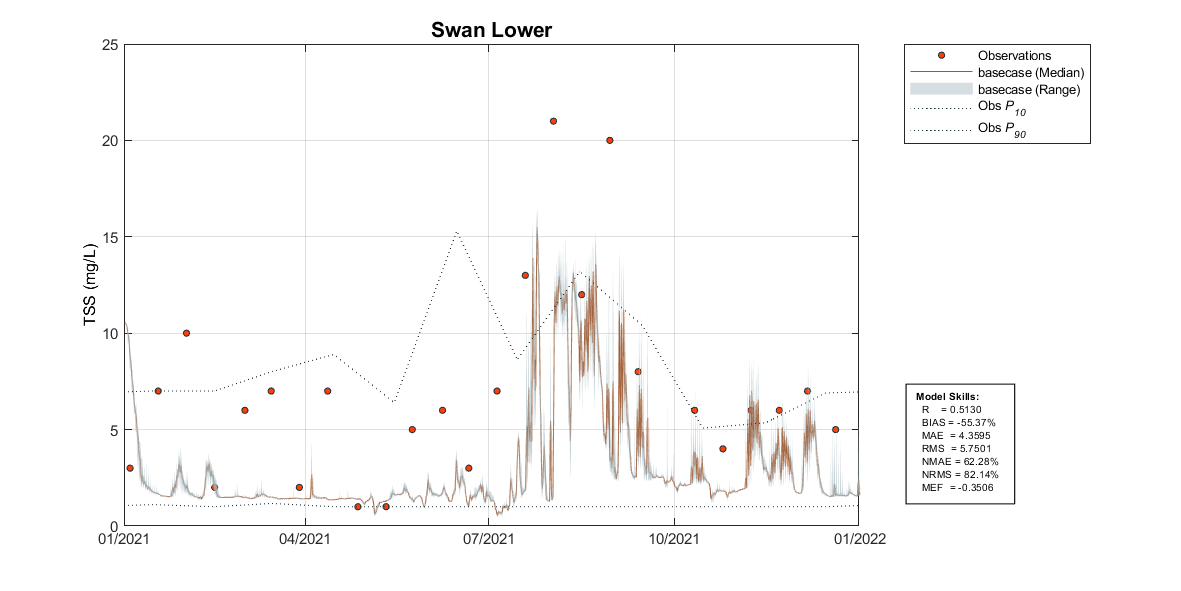 Swan Lower
25
20
15
10
5
0
TSS (mg/L)
01/2021
04/2021
07/2021
10/2021
01/2022
Observations
basecase (Median)
basecase (Range)
Obs P10
Obs P90
Model Skills:
R = 0.5130
BIAS = -55.37%
MAE = 4.3595
RMS = 5.7501
NMAE = 62.28%
NRMS = 82.14%
MEF = -0.3506